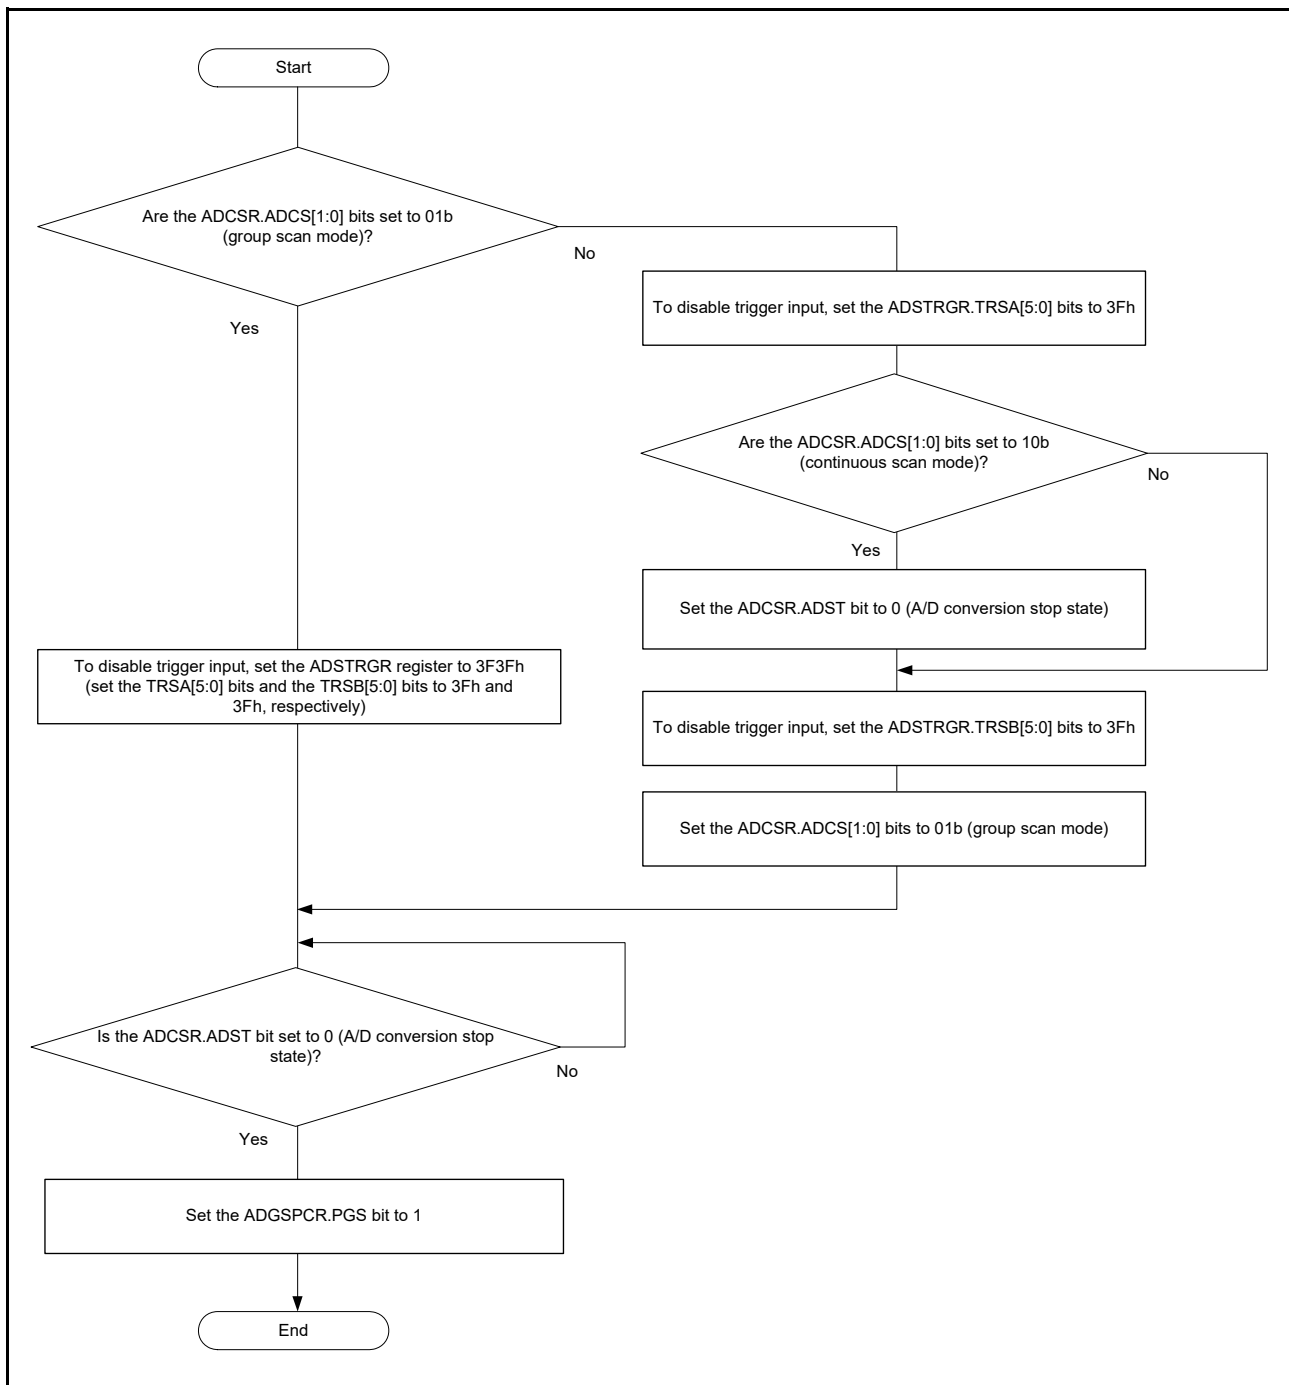 Start
Are the ADCSR.ADCS[1:0] bits set to 01b
(group scan mode)?
No
Yes
To disable trigger input, set the ADSTRGR.TRSA[5:0] bits to 3Fh
Are the ADCSR.ADCS[1:0] bits set to 10b
(continuous scan mode)?
No
Yes
Set the ADCSR.ADST bit to 0 (A/D conversion stop state)
To disable trigger input, set the ADSTRGR register to 3F3Fh
(set the TRSA[5:0] bits and the TRSB[5:0] bits to 3Fh and
3Fh, respectively)
To disable trigger input, set the ADSTRGR.TRSB[5:0] bits to 3Fh
Set the ADCSR.ADCS[1:0] bits to 01b (group scan mode)
Is the ADCSR.ADST bit set to 0 (A/D conversion stop
state)?
No
Yes
Set the ADGSPCR.PGS bit to 1
End